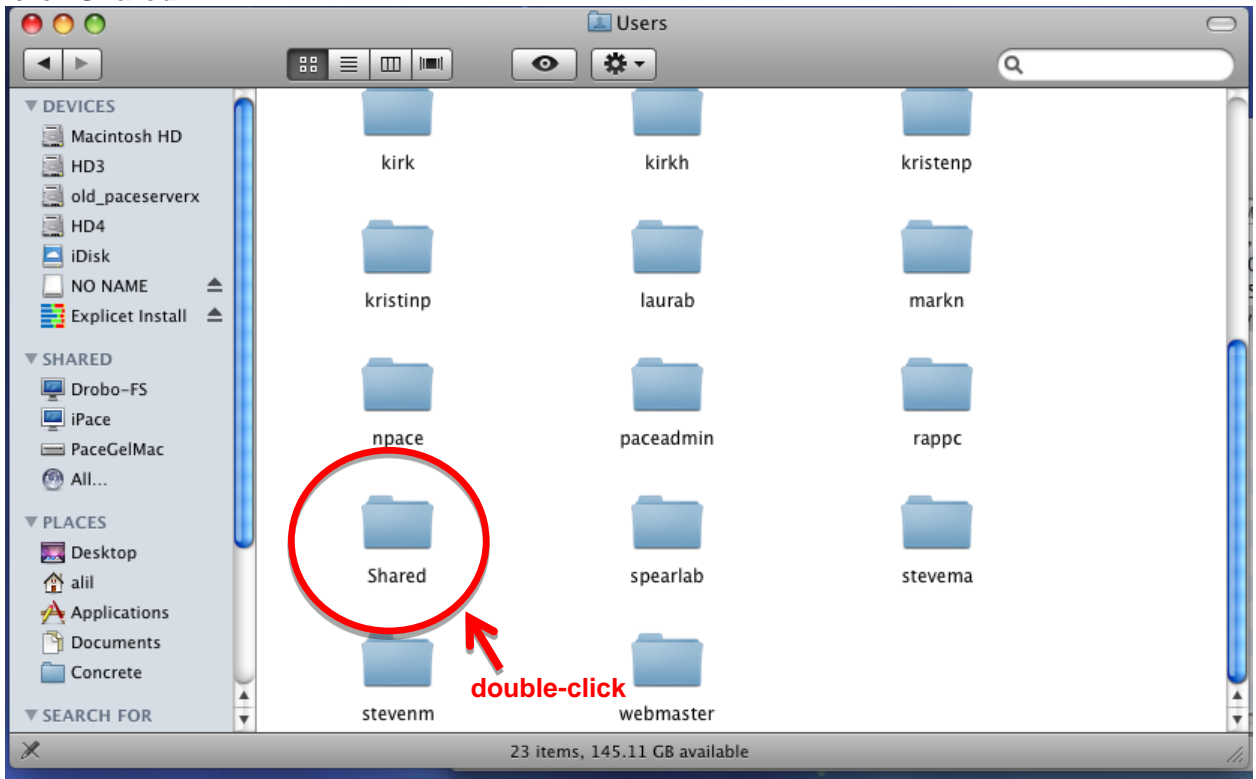 Users
DEVICES
Macintosh HD
HD3
old_paceserverx
HD4
iDisk
NO NAME
Explicet Install
SHARED
Drobo-FS
iPace
PaceGelMac
All...
PLACES
Desktop
alil
Applications
Documents
Concrete
SEARCH FOR
kirk kirkh kristenp
kristinp laurab markn
npace paceadmin rappc
Shared spearlab stevema
double-click
stevenm webmaster
23 items, 145.11 GB available